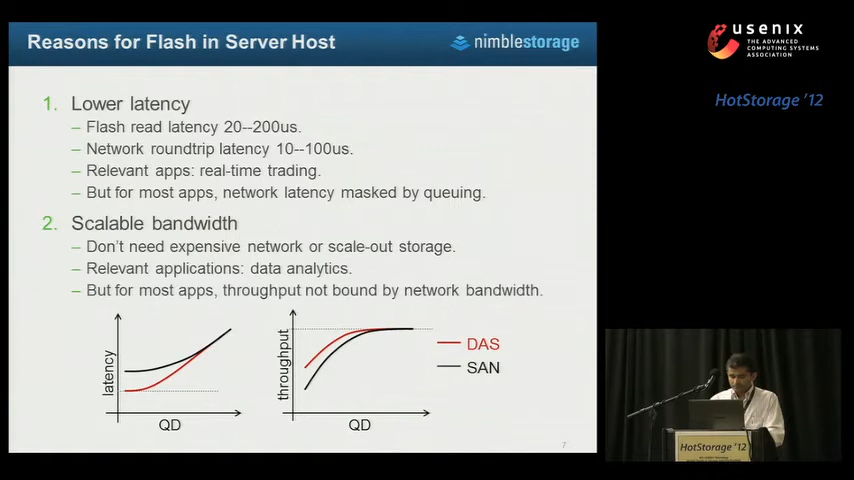 Reasons for Flash in Server Host
nimblestorage
usenix
THE ADVANCED
COMPUTING SYSTEMS
ASSOCIATION
HotStorage '12
1. Lower latency
– Flash read latency 20--200us.
– Network roundtrip latency 10--100us.
– Relevant apps: real-time trading.
– But for most apps, network latency masked by queuing.
2. Scalable bandwidth
– Don't need expensive network or scale-out storage.
– Relevant applications: data analytics.
– But for most apps, throughput not bound by network bandwidth.
latency
QD
throughput
QD
DAS
SAN
7
HotStorage '12